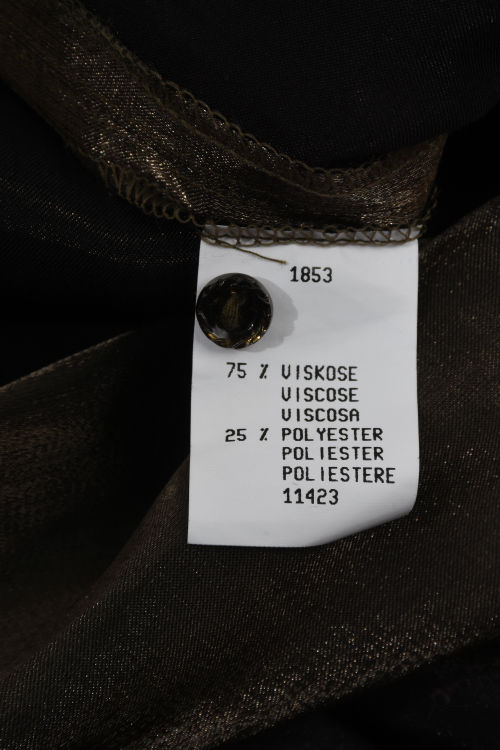 1853
75 % VISKOSE
VISCOSE
VISCOSA
25 % POLYESTER
POLIESTER
POLIESTERE
11423